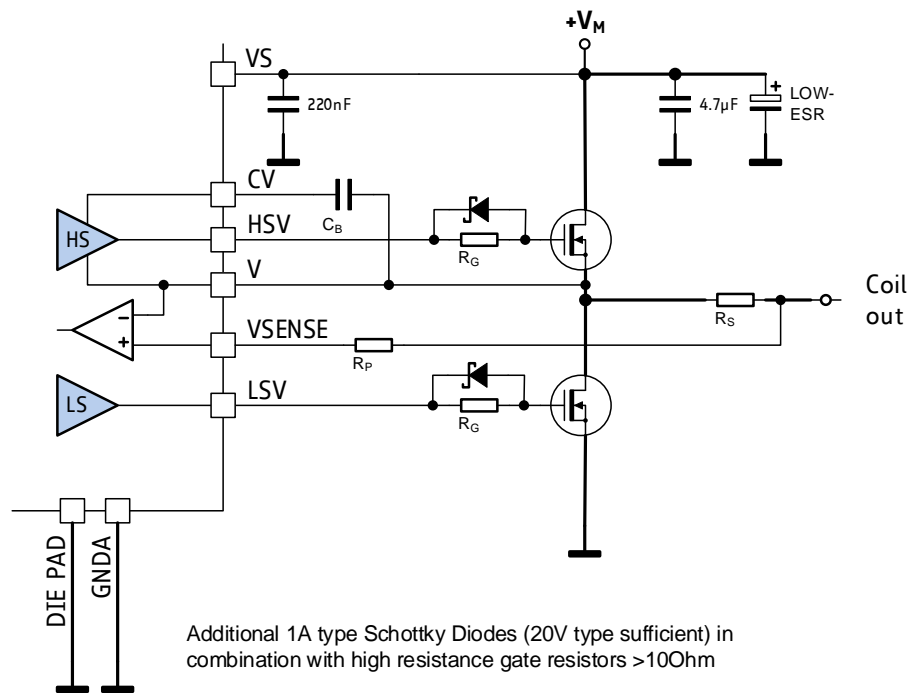 +VM
VS
220nF
4.7µF
+
LOW-
ESR
CV
CB
HS
HSV
RG
V
Coil
out
RS
−
+
VSENSE
RP
LS
LSV
RG
DIE PAD
GNDA
Additional 1A type Schottky Diodes (20V type sufficient) in
combination with high resistance gate resistors >10Ohm